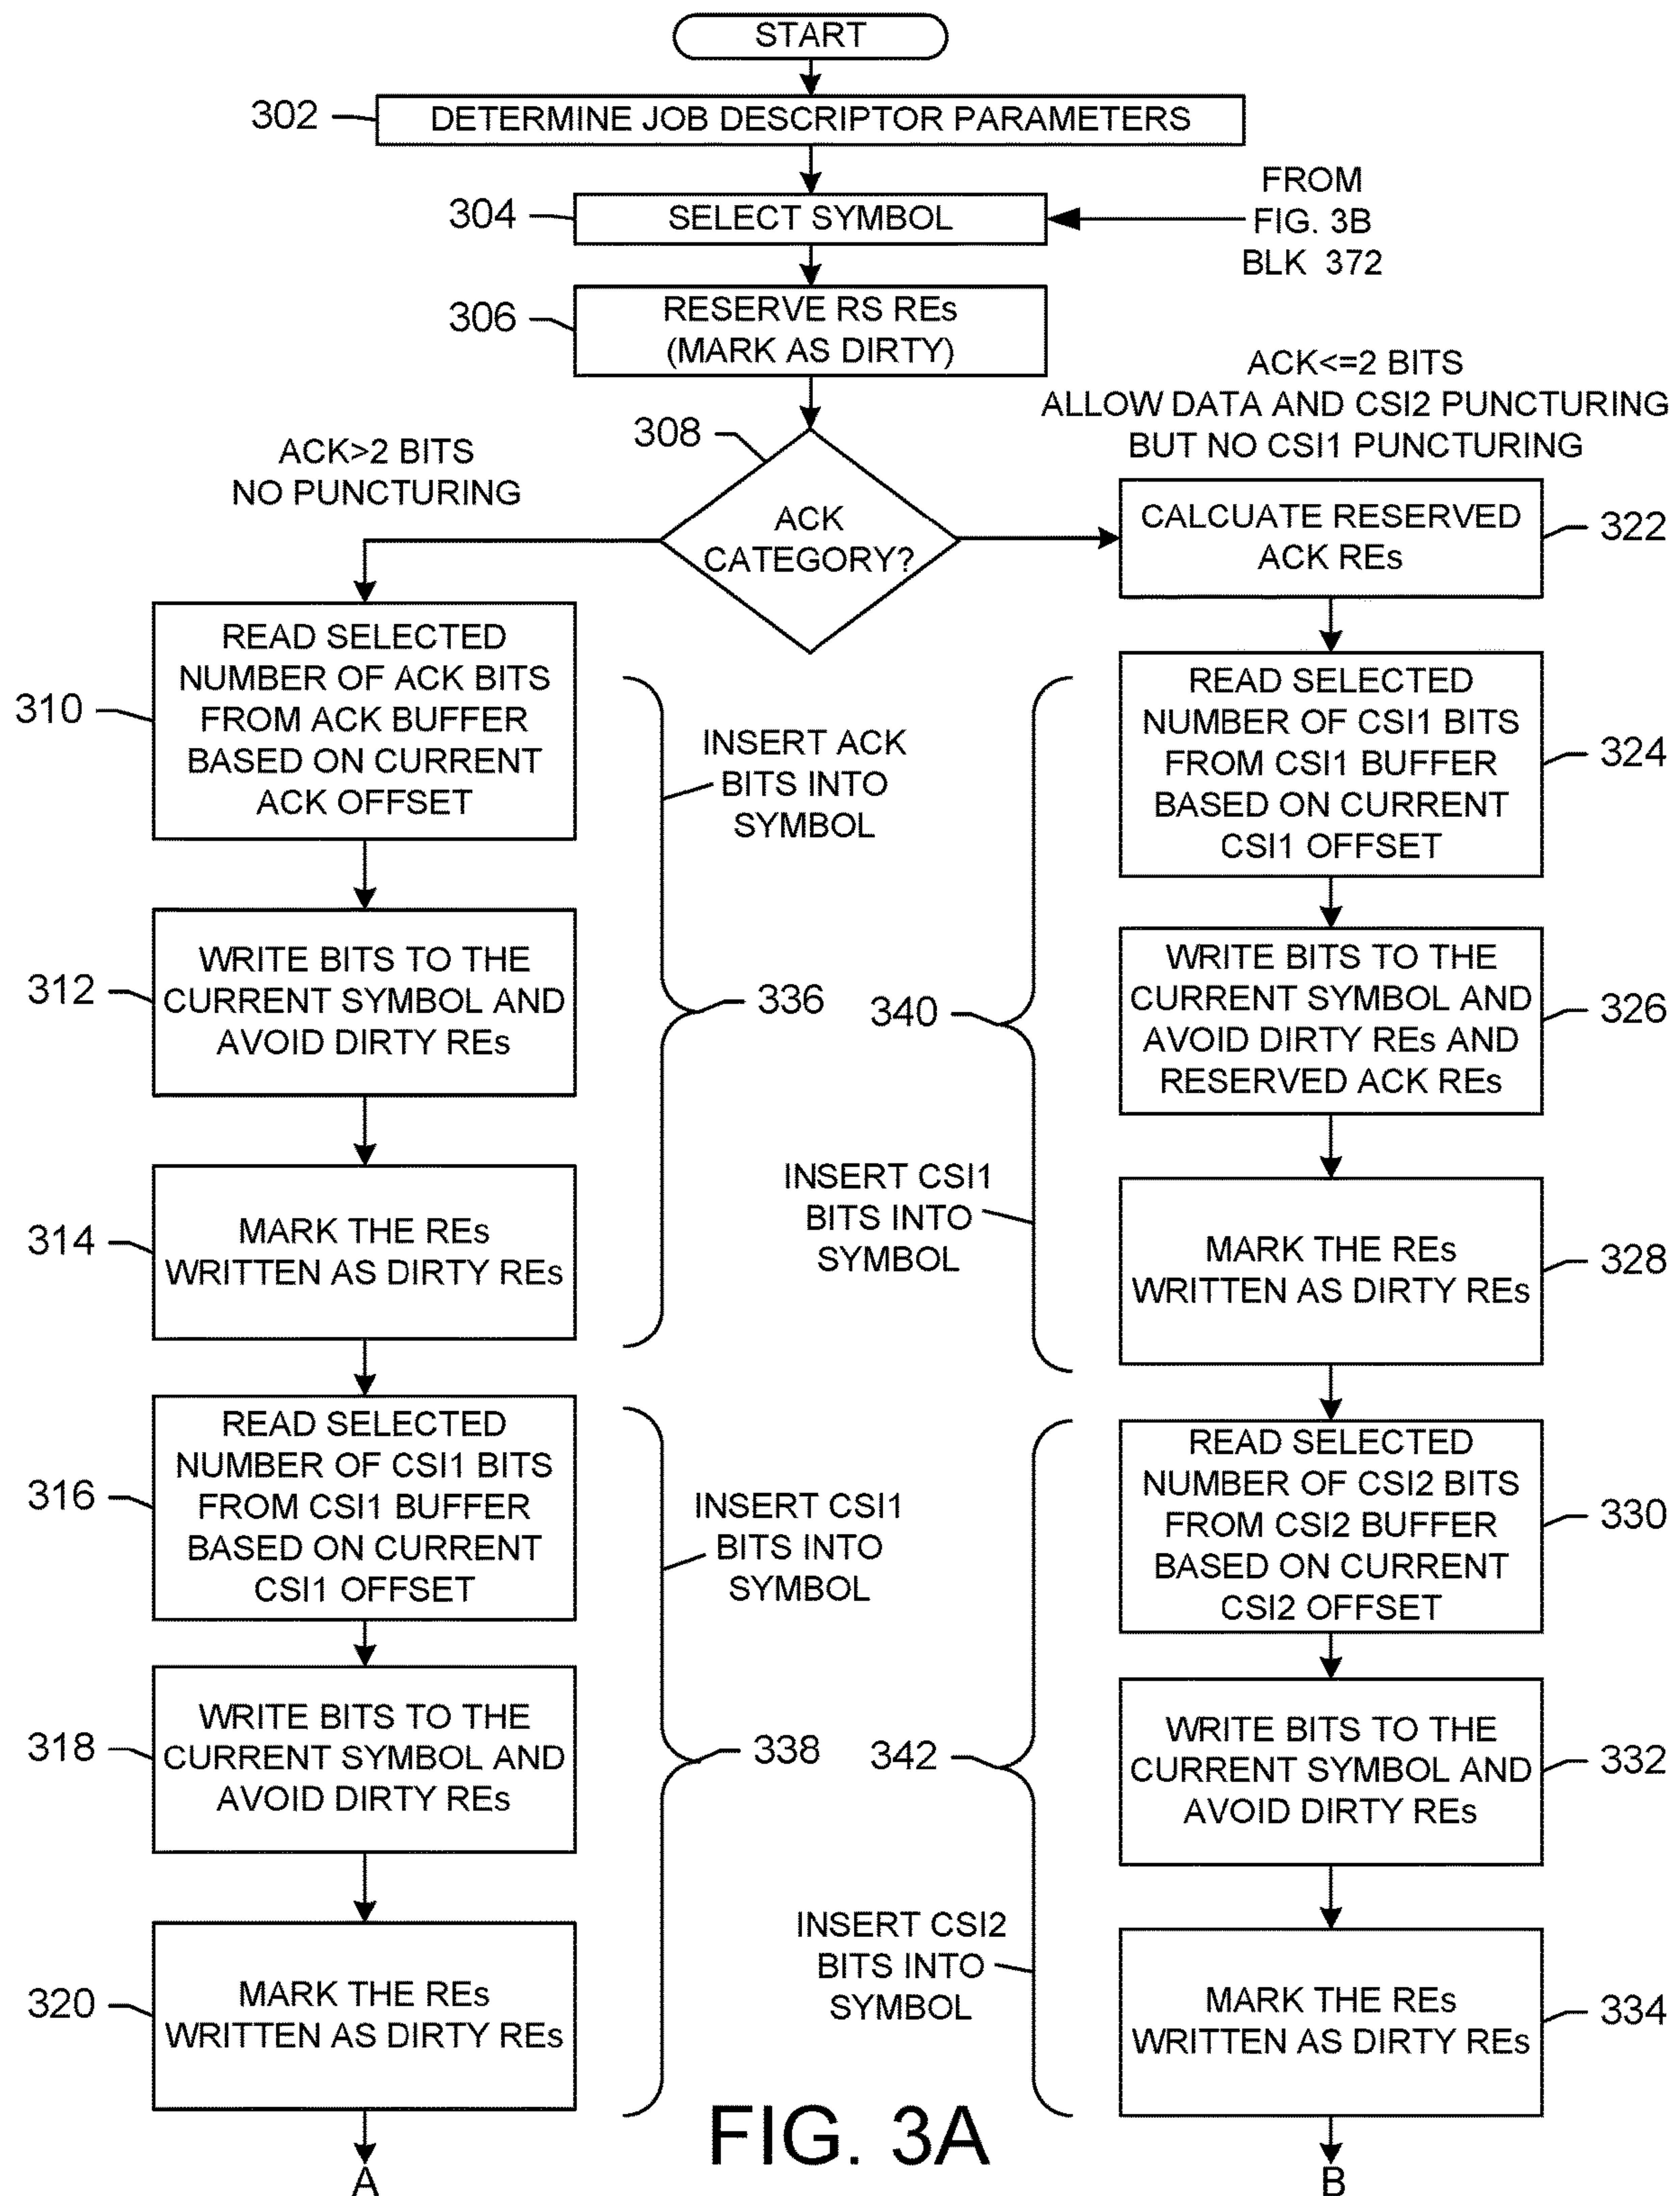 START
302
DETERMINE JOB DESCRIPTOR PARAMETERS
304
SELECT SYMBOL
FROM
FIG. 3B
BLK 372
306
RESERVE RS REs
(MARK AS DIRTY)
ACK<=2 BITS
ALLOW DATA AND CSI2 PUNCTURING
BUT NO CSI1 PUNCTURING
308
ACK>2 BITS
NO PUNCTURING
ACK
CATEGORY?
CALCUATE RESERVED
ACK REs
322
310
READ SELECTED
NUMBER OF ACK BITS
FROM ACK BUFFER
BASED ON CURRENT
ACK OFFSET
INSERT ACK
BITS INTO
SYMBOL
READ SELECTED
NUMBER OF CSI1 BITS
FROM CSI1 BUFFER
BASED ON CURRENT
CSI1 OFFSET
324
312
WRITE BITS TO THE
CURRENT SYMBOL AND
AVOID DIRTY REs
336
340
WRITE BITS TO THE
CURRENT SYMBOL AND
AVOID DIRTY REs AND
RESERVED ACK REs
326
314
MARK THE REs
WRITTEN AS DIRTY REs
INSERT CSI1
BITS INTO
SYMBOL
MARK THE REs
WRITTEN AS DIRTY REs
328
316
READ SELECTED
NUMBER OF CSI1 BITS
FROM CSI1 BUFFER
BASED ON CURRENT
CSI1 OFFSET
INSERT CSI1
BITS INTO
SYMBOL
READ SELECTED
NUMBER OF CSI2 BITS
FROM CSI2 BUFFER
BASED ON CURRENT
CSI2 OFFSET
330
318
WRITE BITS TO THE
CURRENT SYMBOL AND
AVOID DIRTY REs
338
342
WRITE BITS TO THE
CURRENT SYMBOL AND
AVOID DIRTY REs
332
320
MARK THE REs
WRITTEN AS DIRTY REs
INSERT CSI2
BITS INTO
SYMBOL
MARK THE REs
WRITTEN AS DIRTY REs
334
FIG. 3A
A
B